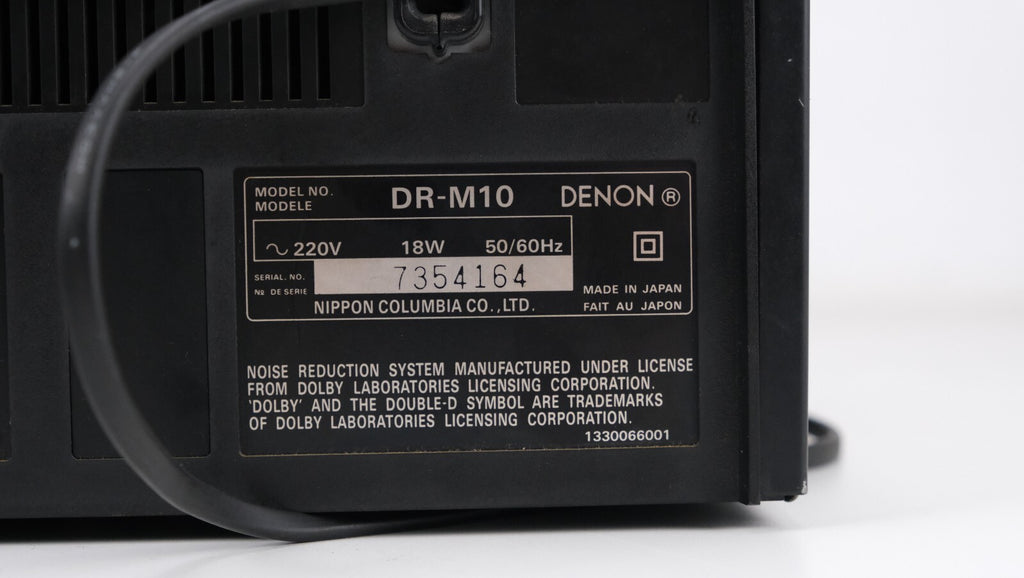 MODEL NO.
MODELE
DR-M10
DENON ®
~ 220V 18W 50/60Hz
SERIAL. NO.
№ DE SERIE
7354164
MADE IN JAPAN
FAIT AU JAPON
NIPPON COLUMBIA CO.,LTD.
NOISE REDUCTION SYSTEM MANUFACTURED UNDER LICENSE
FROM DOLBY LABORATORIES LICENSING CORPORATION.
'DOLBY' AND THE DOUBLE-D SYMBOL ARE TRADEMARKS
OF DOLBY LABORATORIES LICENSING CORPORATION.
1330066001